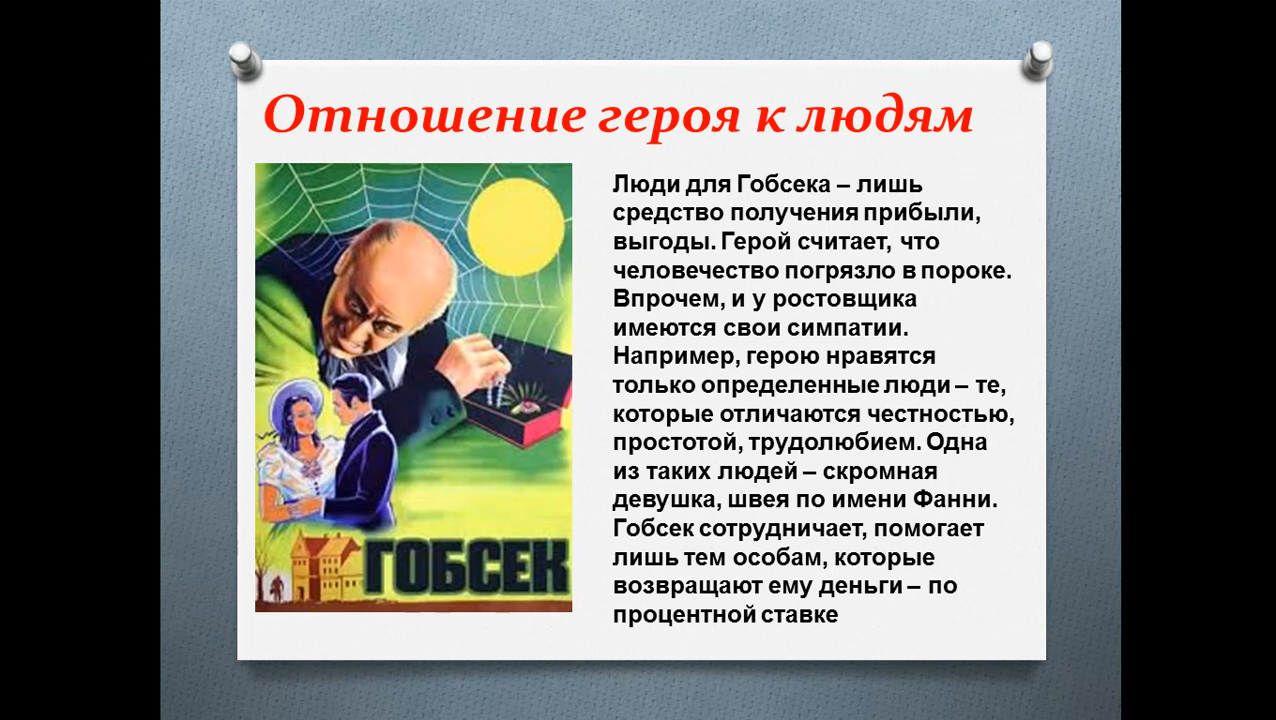 Отношение героя к людям
Люди для Гобсека – лишь
средство получения прибыли,
выгоды. Герой считает, что
человечество погрязло в пороке.
Впрочем, и у ростовщика
имеются свои симпатии.
Например, герою нравятся
только определенные люди – те,
которые отличаются честностью,
простотой, трудолюбием. Одна
из таких людей – скромная
девушка, швея по имени Фанни.
Гобсек сотрудничает, помогает
лишь тем особам, которые
возвращают ему деньги – по
процентной ставке
ГОБСЕК